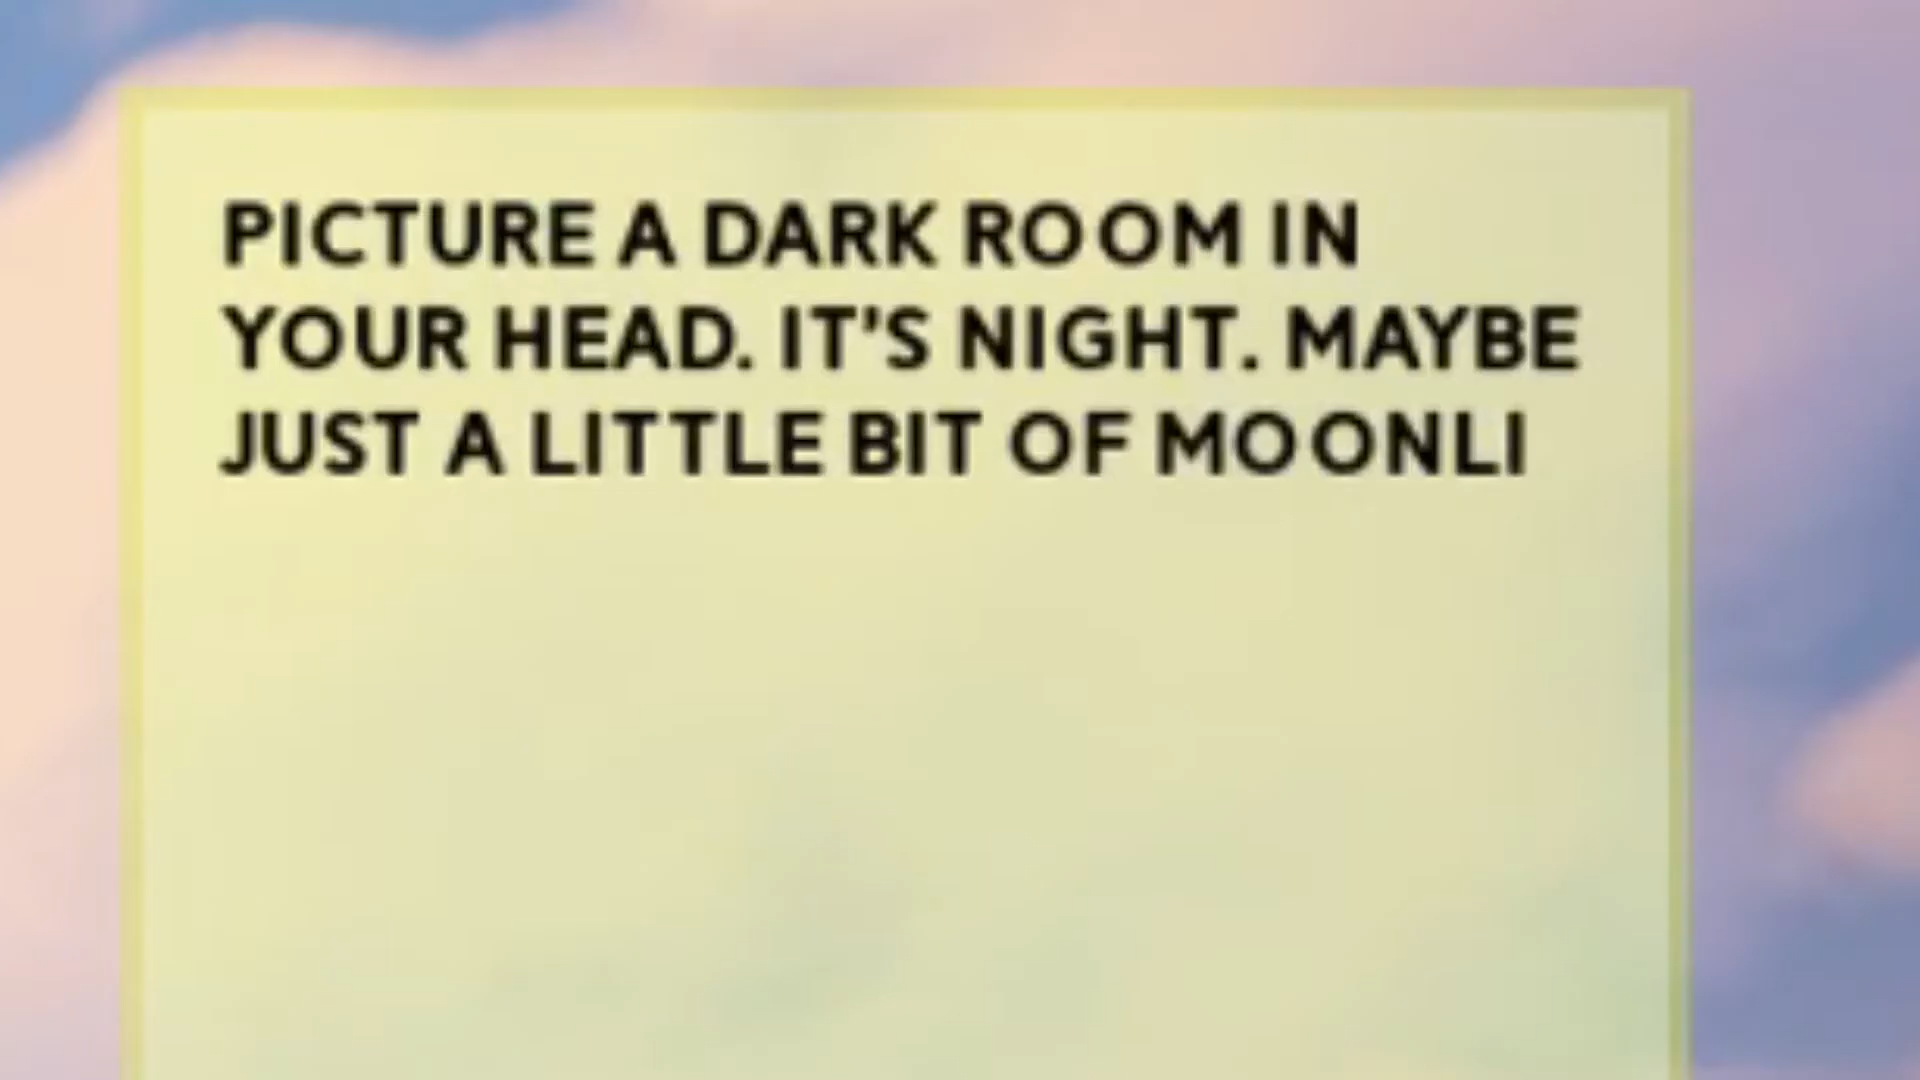 PICTURE A DARK ROOM IN
YOUR HEAD. IT'S NIGHT. MAYBE
JUST A LITTLE BIT OF MOONLI